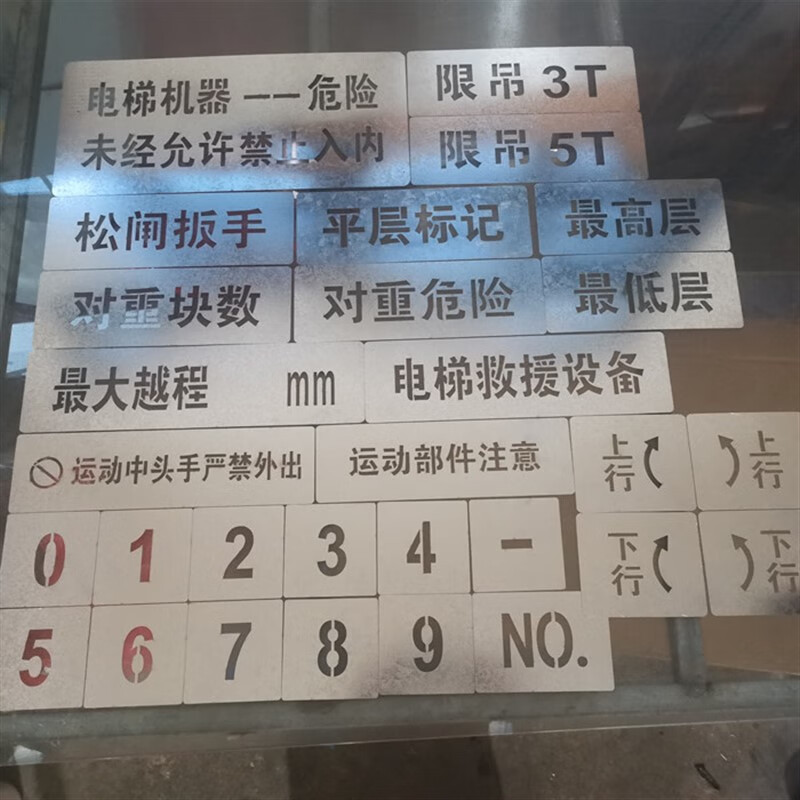 电梯机器——危险
未经允许禁止入内
限吊 3T
限吊 5T
松闸扳手
平层标记
最高层
对重块数
对重危险
最低层
最大越程 mm
电梯救援设备
运动中头手严禁外出
运动部件注意
上行
上行
下行
下行
0
1
2
3
4
-
5
6
7
8
9
NO.